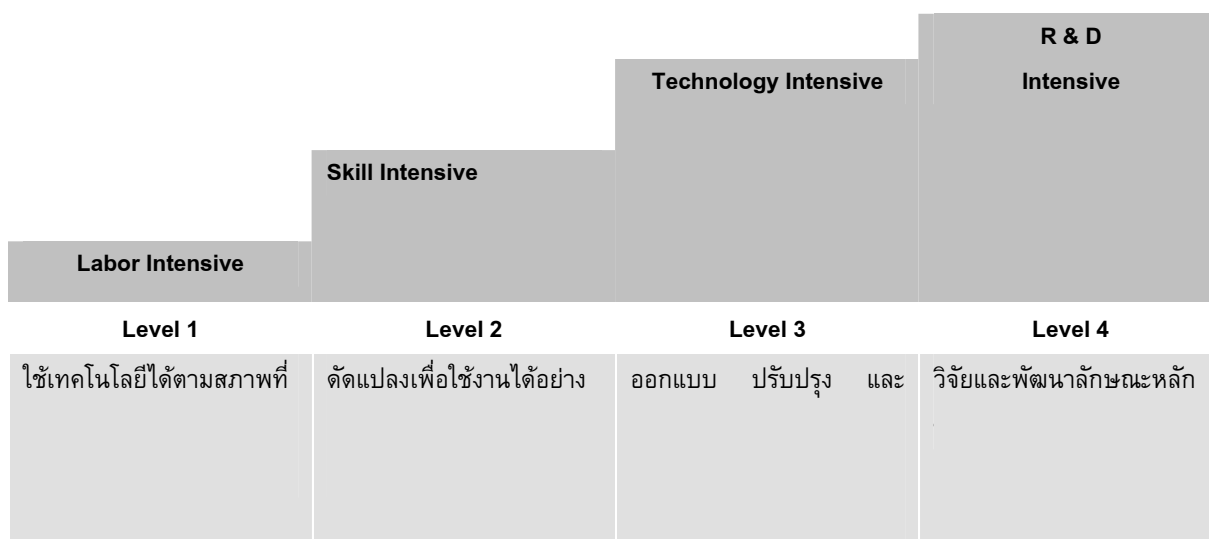 R & D
Technology Intensive Intensive
Skill Intensive
Labor Intensive
Level 1 Level 2 Level 3 Level 4
ใช้เทคโนโลยีได้ตามสภาพที่ ดัดแปลงเพื่อใช้งานได้อย่าง ออกแบบ ปรับปรุง และ วิจัยและพัฒนาลักษณะหลัก